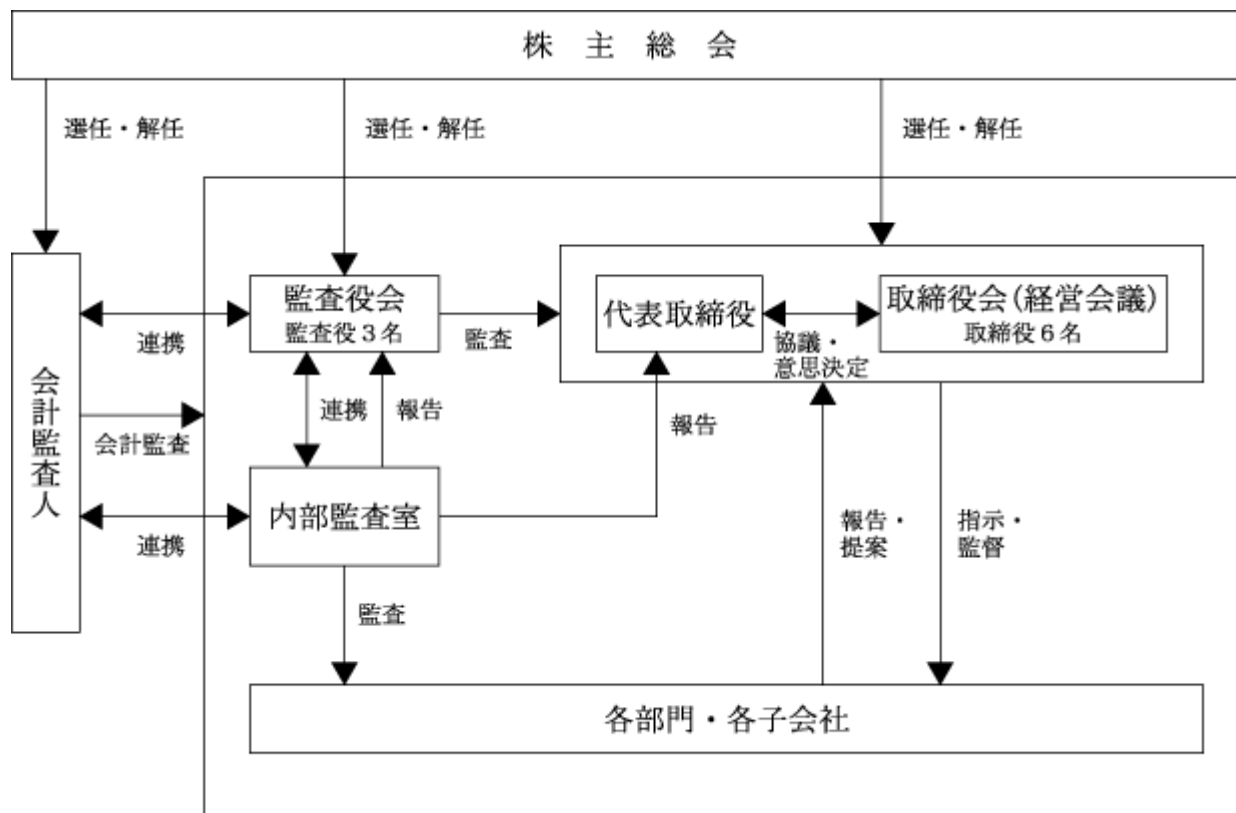 株主総会
選任・解任
選任・解任
選任・解任
監査役会
監査役3名
代表取締役
取締役会(経営会議)
取締役6名
連携
監査
協議・
意思決定
会計監査人
会計監査
連携
報告
報告
内部監査室
連携
報告・
提案
指示・
監督
監査
各部門・各子会社